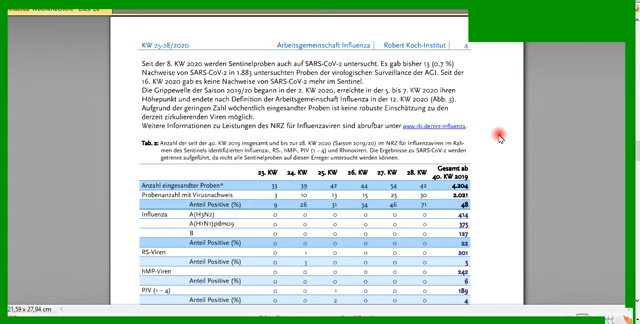 KW 25-28/2020 Arbeitsgemeinschaft Influenza | Robert Koch-Institut | 4
Seit der 8. KW 2020 werden Sentinelproben auch auf SARS-CoV-2 untersucht. Es gab bisher 13 (0,7 %)
Nachweise von SARS-CoV-2 in 1.883 untersuchten Proben der virologischen Surveillance der AGI. Seit der
16. KW gab es keine Nachweise von SARS-CoV-2 mehr im Sentinel.
Die Grippewelle der Saison 2019/20 begann in der 2. KW, erreichte in der 5. bis 7. KW 2020 ihren
Höhepunkt und endete nach Definition der Arbeitsgemeinschaft Influenza in der 12. KW 2020 (Abb. 3).
Aufgrund der geringen Zahl wöchentlich eingesandter Proben ist keine robuste Einschätzung zu den
derzeit zirkulierenden Viren möglich.
Weitere Informationen zu Leistungen des NRZ für Influenzaviren sind abrufbar unter www.rki.de/nrz-influenza.
Tab. 2: Anzahl der seit der 40. KW 2019 insgesamt und bis zur 28. KW 2020 (Saison 2019/20) im NRZ für Influenzaviren im Rah-
men des Sentinels identifizierten Influenza-, RS-, hMP-, PIV (1 – 4) und Rhinoviren. Die Ergebnisse zu SARS-CoV-2 werden
getrennt aufgeführt, da nicht alle Sentinelproben auf diesen Erreger untersucht werden können.
23. KW 24. KW 25. KW 26. KW 27. KW 28. KW Gesamt ab 40. KW 2019
Anzahl eingesandter Proben* 33 39 42 44 54 42 4.204
Probenanzahl mit Virusnachweis 3 10 13 15 25 30 2.021
Anteil Positive (%) 9 26 31 34 46 71 48
Influenza A(H3N2) 0 0 0 0 0 0 414
A(H1N1)pdm09 0 0 0 0 0 0 375
B 0 0 0 0 0 0 127
Anteil Positive (%) 0 0 0 0 0 0 22
RS-Viren 0 1 0 0 0 0 201
Anteil Positive (%) 0 3 0 0 0 0 5
hMP-Viren 0 0 0 0 0 0 242
Anteil Positive (%) 0 0 0 0 0 0 6
PIV (1 – 4) 0 0 1 0 0 0 189
Anteil Positive (%) 0 0 2 0 0 0 4
21,59 x 27,94 cm